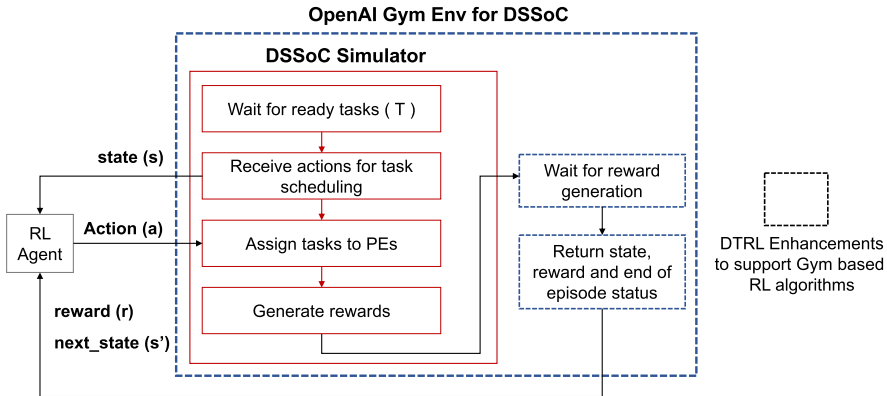 OpenAI Gym Env for DSSoC
DSSoC Simulator
Wait for ready tasks ( T )
state (s)
Receive actions for task
scheduling
Wait for reward
generation
RL
Agent
Action (a)
Assign tasks to PEs
Return state,
reward and end of
episode status
DTRL Enhancements
to support Gym based
RL algorithms
reward (r)
next_state (s’)
Generate rewards